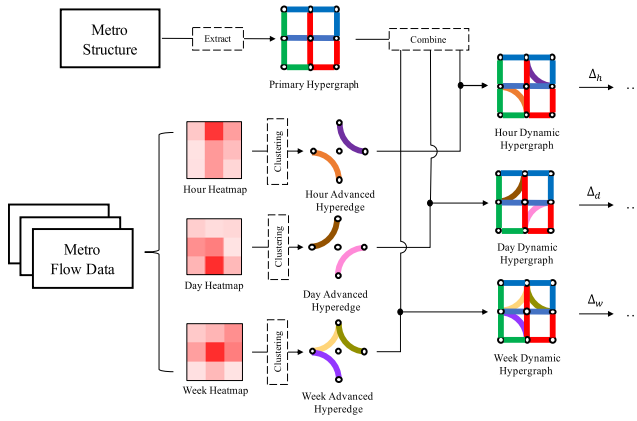 Metro
Structure
Extract
Primary Hypergraph
Combine
Hour Dynamic
Hypergraph
Δh
...
Metro
Flow Data
Hour Heatmap
Clustering
Hour Advanced
Hyperedge
Day Heatmap
Clustering
Day Advanced
Hyperedge
Day Dynamic
Hypergraph
Δd
...
Week Heatmap
Clustering
Week Advanced
Hyperedge
Week Dynamic
Hypergraph
Δw
...